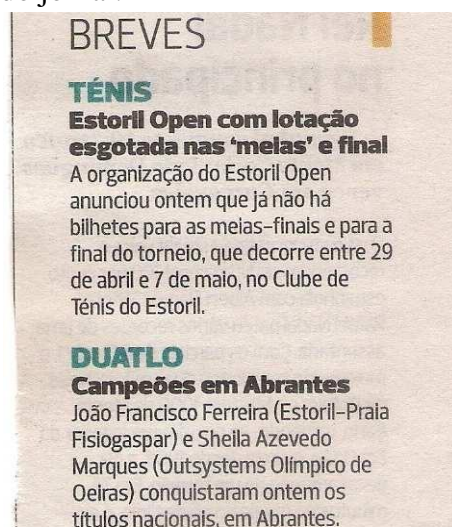 BREVES
TÉNIS
Estoril Open com lotação
esgotada nas ‘meias’ e final
A organização do Estoril Open
anunciou ontem que já não há
bilhetes para as meias-finais e para a
final do torneio, que decorre entre 29
de abril e 7 de maio, no Clube de
Ténis do Estoril.
DUATLO
Campeões em Abrantes
João Francisco Ferreira (Estoril-Praia
Fisiogaspar) e Sheila Azevedo
Marques (Outsystems Olímpico de
Oeiras) conquistaram ontem os
títulos nacionais, em Abrantes.